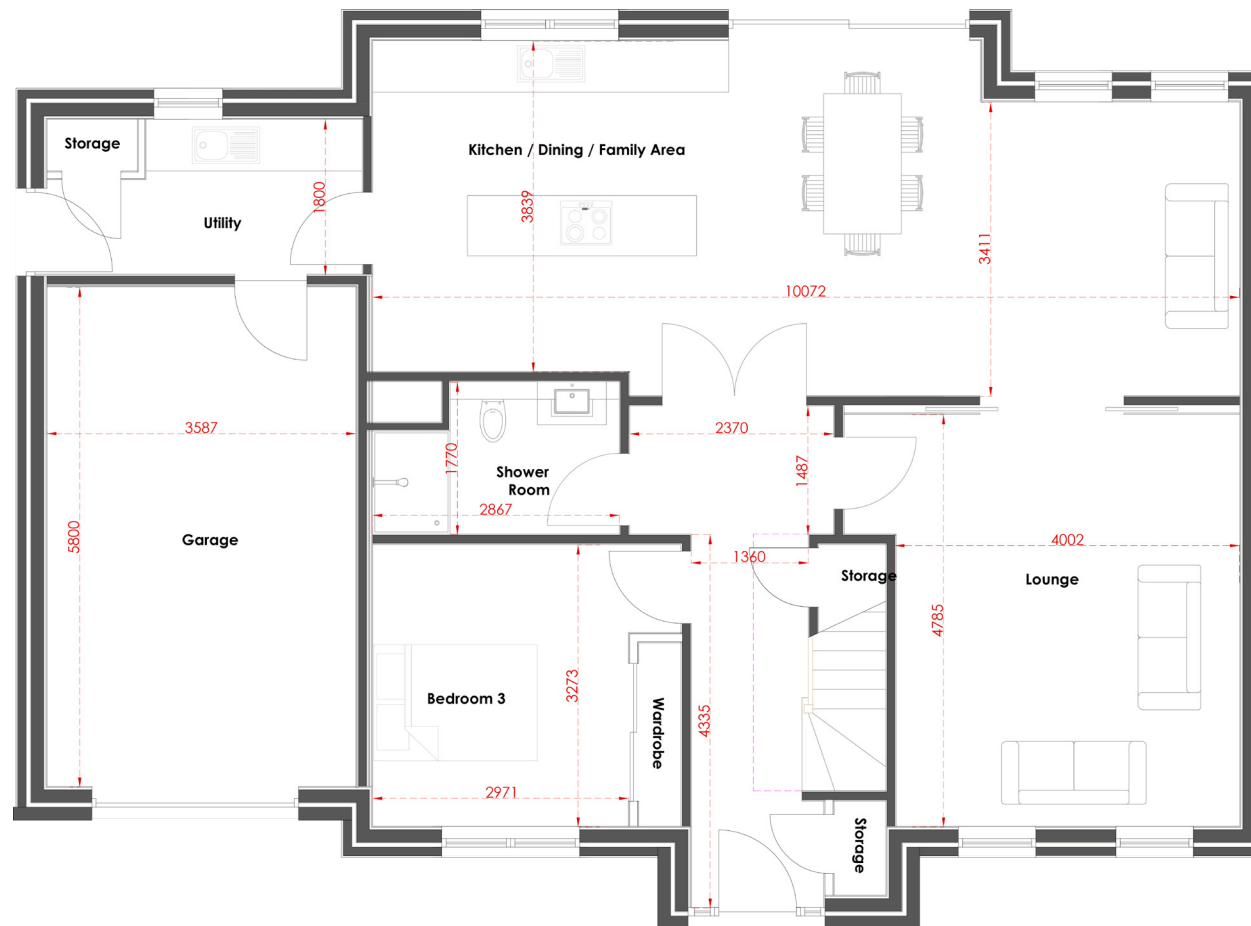 Storage
Kitchen / Dining / Family Area
Utility
1800
3839
3411
10072
3587
1770
Shower
Room
2867
2370
1487
5800
Garage
1360
Storage
4002
Lounge
4785
3273
Bedroom 3
4335
Wardrobe
2971
Storage